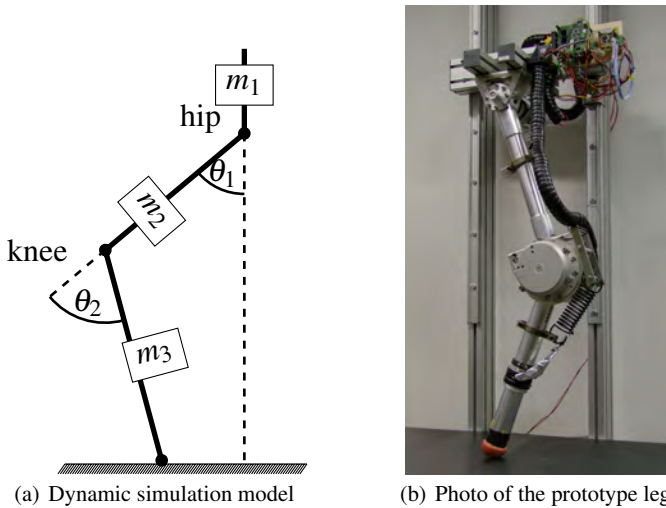 m1
hip
θ1
m2
knee
θ2
m3
(a) Dynamic simulation model
(b) Photo of the prototype leg